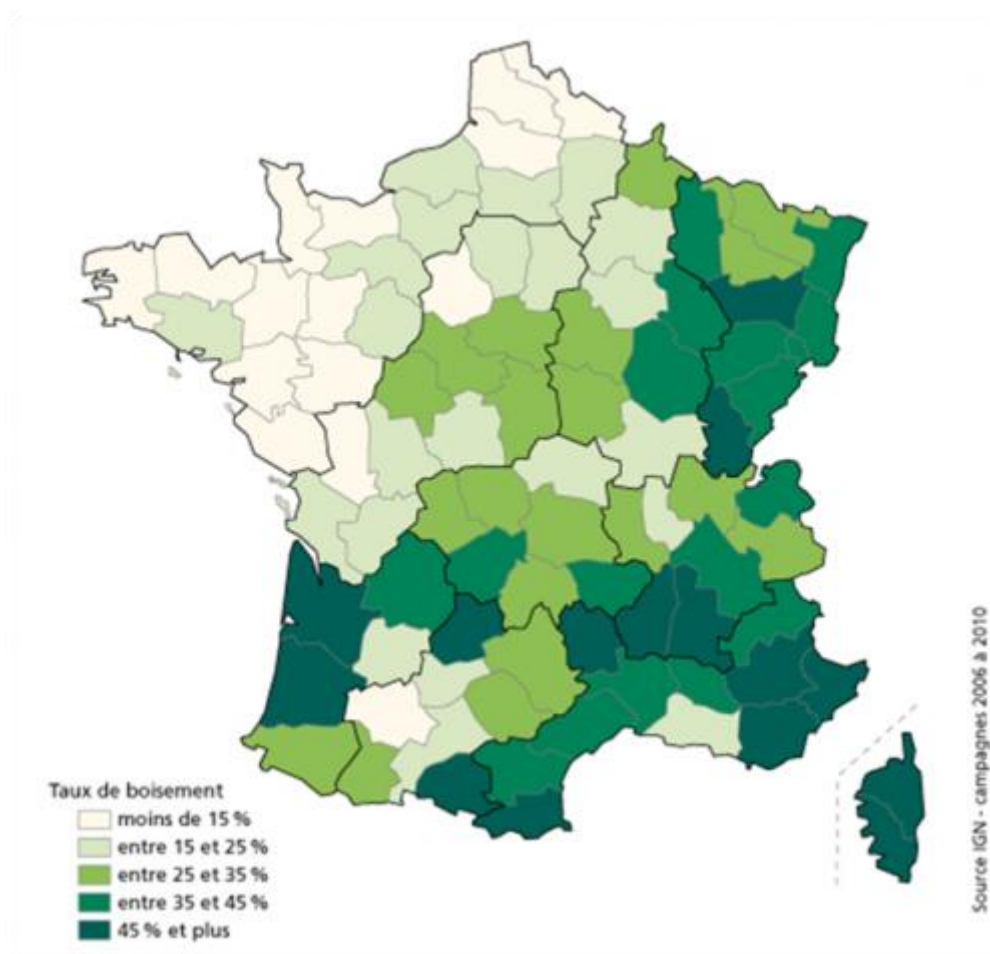 Taux de boisement
moins de 15 %
entre 15 et 25 %
entre 25 et 35 %
entre 35 et 45 %
45 % et plus
Source IGN - campagnes 2006 à 2010